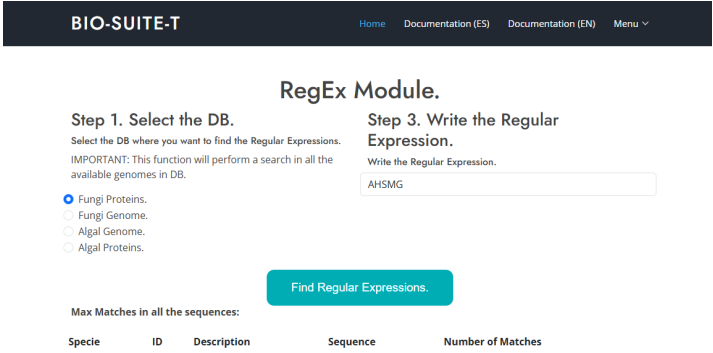 BIO-SUITE-T
Home Documentation (ES) Documentation (EN) Menu
RegEx Module.
Step 1. Select the DB.
Select the DB where you want to find the Regular Expressions.
IMPORTANT: This function will perform a search in all the
available genomes in DB.
Fungi Proteins.
Fungi Genome.
Algal Genome.
Algal Proteins.
Step 3. Write the Regular
Expression.
Write the Regular Expression.
AHSMG
Find Regular Expressions.
Max Matches in all the sequences:
Specie ID Description Sequence Number of Matches